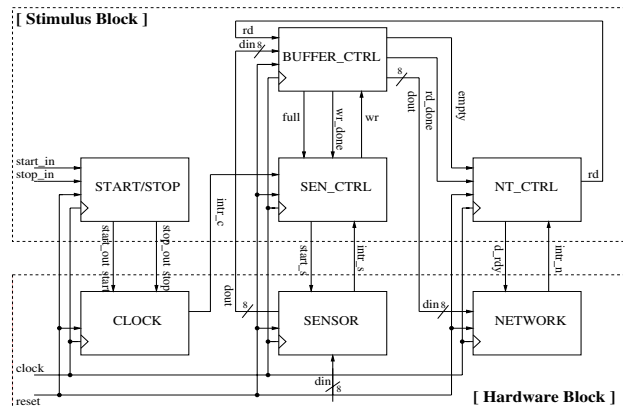 [ Stimulus Block ]
rd
din 8
BUFFER_CTRL
8
full
wr_done
wr
dout
rd_done
empty
start_in
stop_in
START/STOP
SEN_CTRL
NT_CTRL
rd
start_out
start
stop_out
stop
intr_c
start_s
intr_s
d_rdy
intr_n
dout
8
din 8
CLOCK
SENSOR
NETWORK
clock
din
8
reset
[ Hardware Block ]